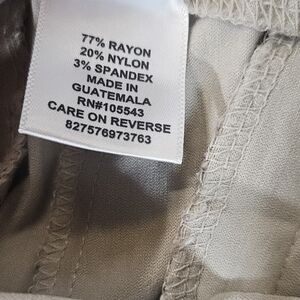 77% RAYON
20% NYLON
3% SPANDEX
MADE IN
GUATEMALA
RN#105543
CARE ON REVERSE
827576973763